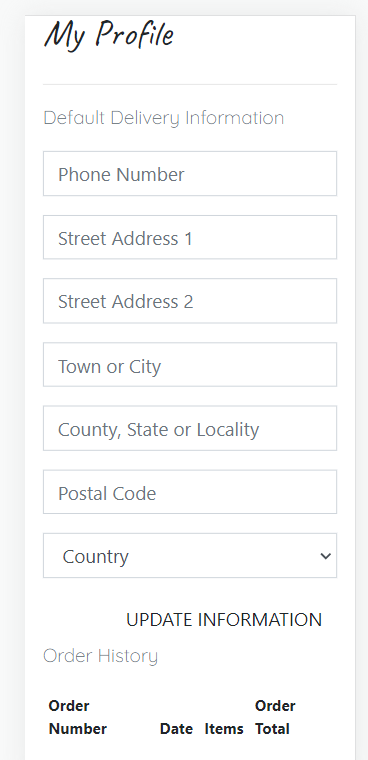 My Profile
Default Delivery Information
Phone Number
Street Address 1
Street Address 2
Town or City
County, State or Locality
Postal Code
Country
UPDATE INFORMATION
Order History
Order Number Date Items Order Total